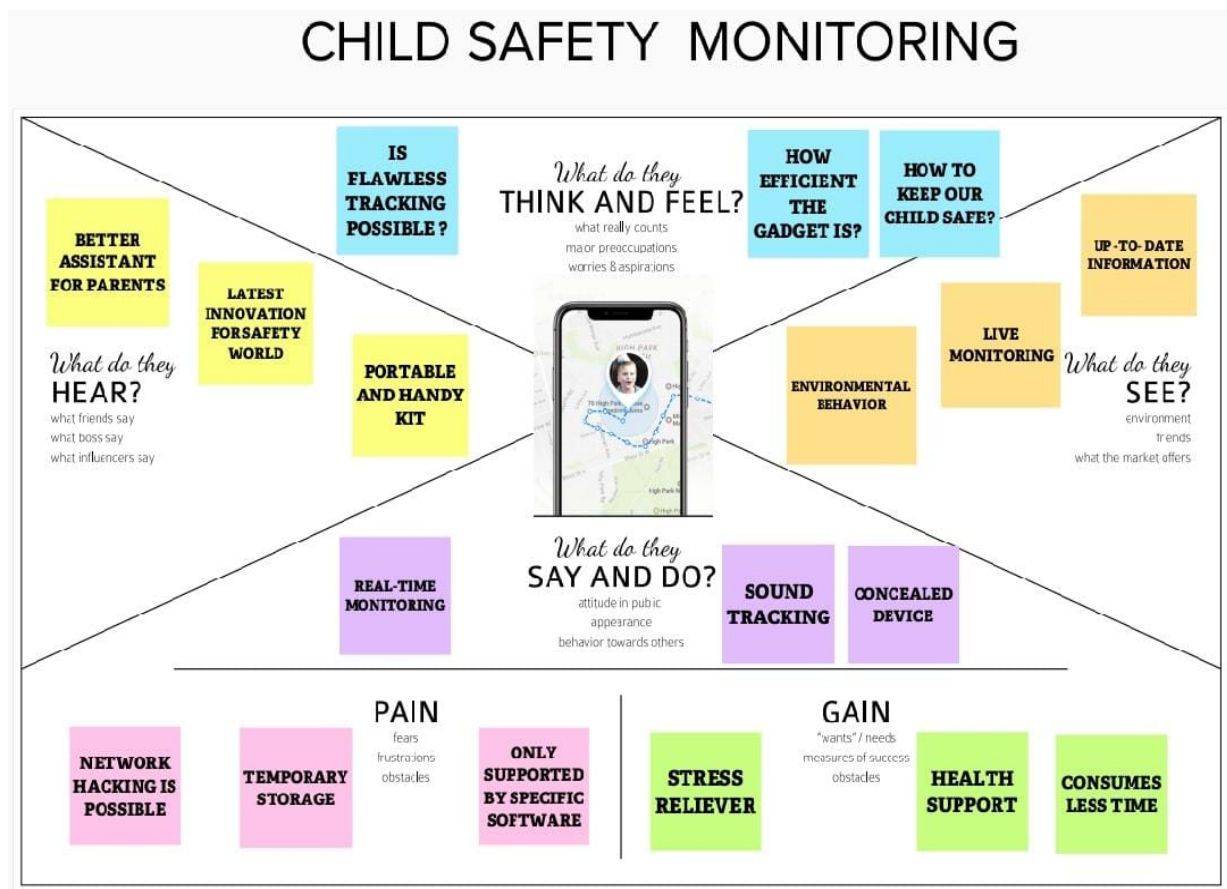 CHILD SAFETY MONITORING
IS
FLAWLESS
TRACKING
POSSIBLE ?
What do they
THINK AND FEEL?
what really counts
major preoccupations
worries & aspirations
HOW
EFFICIENT
THE
GADGET IS?
HOW TO
KEEP OUR
CHILD SAFE?
BETTER
ASSISTANT
FOR PARENTS
LATEST
INNOVATION
FORSAFETY
WORLD
PORTABLE
AND HANDY
KIT
What do they
HEAR?
what friends say
what boss say
what influencers say
HIGH PARK
High Park
UP-TO-DATE
INFORMATION
LIVE
MONITORING
ENVIRONMENTAL
BEHAVIOR
What do they
SEE?
environment
trends
what the market offers
REAL-TIME
MONITORING
What do they
SAY AND DO?
attitude in public
appearance
behavior towards others
SOUND
TRACKING
CONCEALED
DEVICE
PAIN
fears
frustrations
obstacles
NETWORK
HACKING IS
POSSIBLE
TEMPORARY
STORAGE
ONLY
SUPPORTED
BY SPECIFIC
SOFTWARE
GAIN
"wants" / needs
measures of success
obstacles
STRESS
RELIEVER
HEALTH
SUPPORT
CONSUMES
LESS TIME